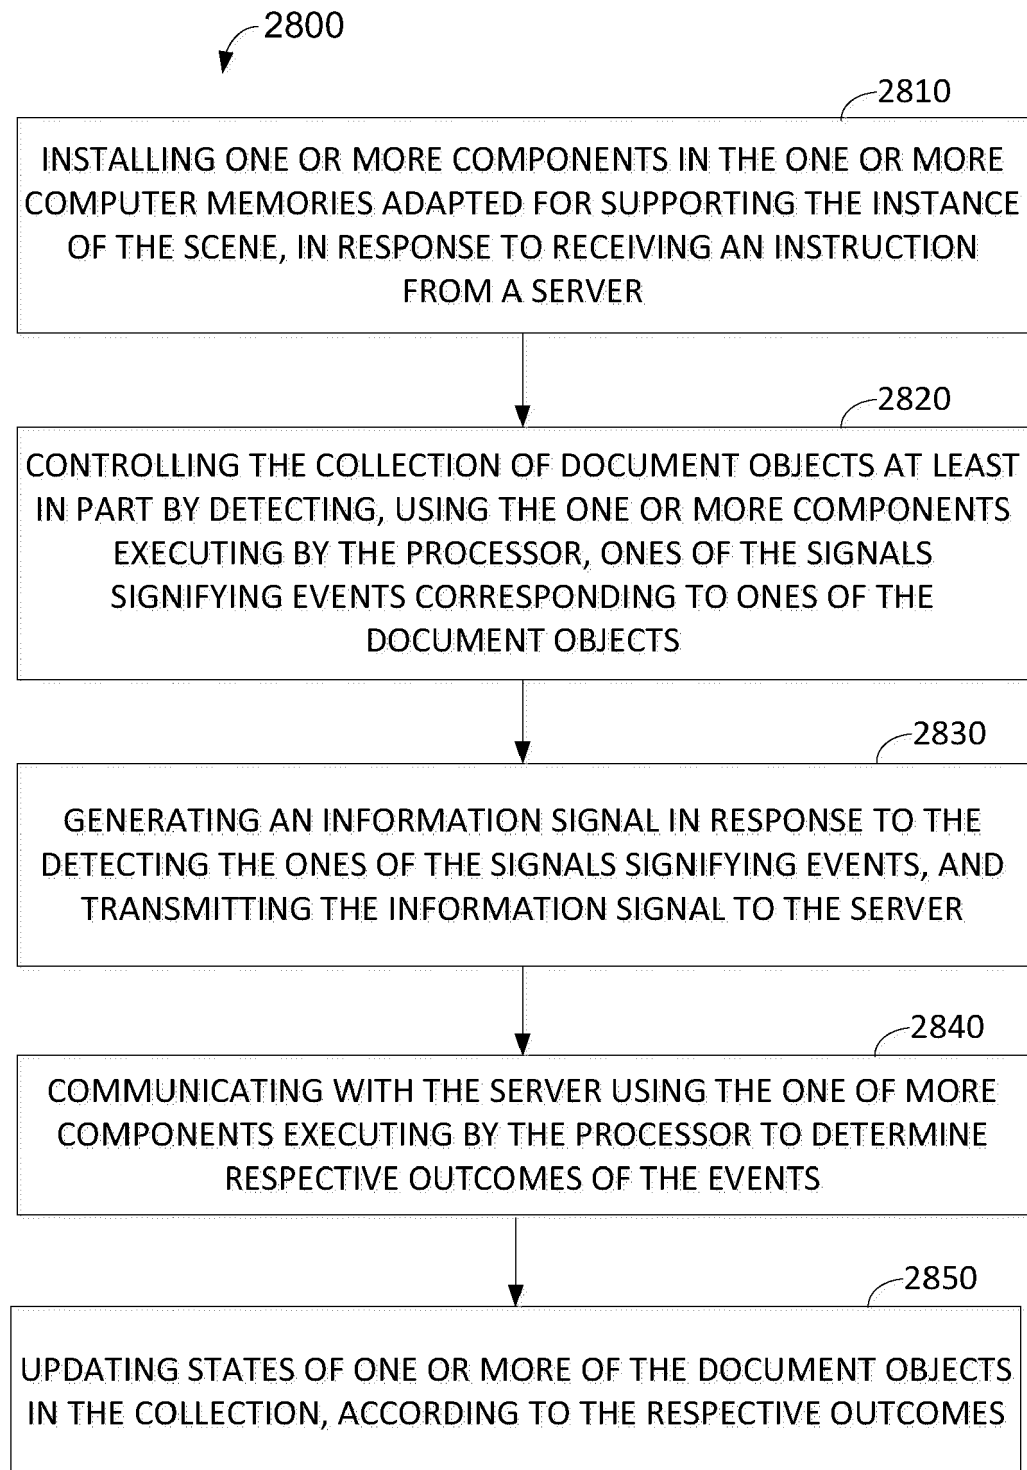 2800
2810
INSTALLING ONE OR MORE COMPONENTS IN THE ONE OR MORE
COMPUTER MEMORIES ADAPTED FOR SUPPORTING THE INSTANCE
OF THE SCENE, IN RESPONSE TO RECEIVING AN INSTRUCTION
FROM A SERVER
2820
CONTROLLING THE COLLECTION OF DOCUMENT OBJECTS AT LEAST
IN PART BY DETECTING, USING THE ONE OR MORE COMPONENTS
EXECUTING BY THE PROCESSOR, ONES OF THE SIGNALS
SIGNIFYING EVENTS CORRESPONDING TO ONES OF THE
DOCUMENT OBJECTS
2830
GENERATING AN INFORMATION SIGNAL IN RESPONSE TO THE
DETECTING THE ONES OF THE SIGNALS SIGNIFYING EVENTS, AND
TRANSMITTING THE INFORMATION SIGNAL TO THE SERVER
2840
COMMUNICATING WITH THE SERVER USING THE ONE OF MORE
COMPONENTS EXECUTING BY THE PROCESSOR TO DETERMINE
RESPECTIVE OUTCOMES OF THE EVENTS
2850
UPDATING STATES OF ONE OR MORE OF THE DOCUMENT OBJECTS
IN THE COLLECTION, ACCORDING TO THE RESPECTIVE OUTCOMES